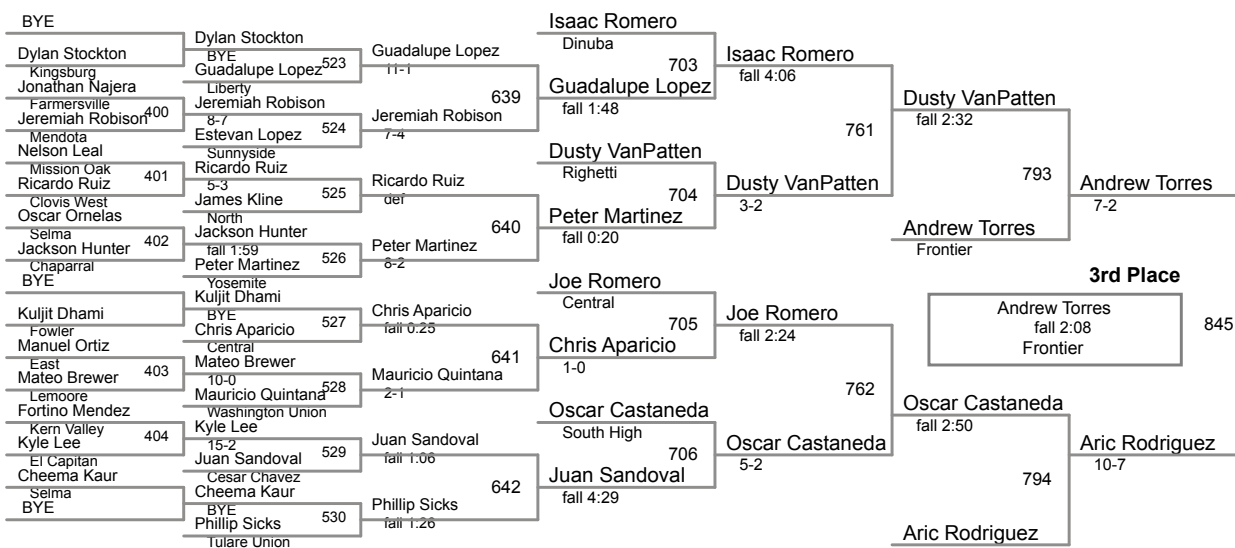 BYE
Dylan Stockton
Kingsburg
Jonathan Najera
Farmersville
400
Jeremiah Robison
Mendota
Nelson Leal
Mission Oak
401
Ricardo Ruiz
Clovis West
Oscar Ornelas
Selma
402
Jackson Hunter
Chaparral
BYE
Kuljit Dhami
Fowler
Manuel Ortiz
East
403
Mateo Brewer
Lemoore
Fortino Mendez
Kern Valley
404
Kyle Lee
El Capitan
Cheema Kaur
Selma
BYE
Dylan Stockton
BYE
523
Guadalupe Lopez
Liberty
Jeremiah Robison
8-7
524
Estevan Lopez
Sunnyside
Ricardo Ruiz
5-3
525
James Kline
North
Jackson Hunter
fall 1:59
526
Peter Martinez
Yosemite
Kuljit Dhami
BYE
527
Chris Aparicio
Central
Mateo Brewer
10-0
528
Mauricio Quintana
Washington Union
Kyle Lee
15-2
529
Juan Sandoval
Cesar Chavez
Cheema Kaur
BYE
530
Phillip Sicks
Tulare Union
Guadalupe Lopez
11-1
639
Jeremiah Robison
7-4
Ricardo Ruiz
def
640
Peter Martinez
8-2
Chris Aparicio
fall 0:25
641
Mauricio Quintana
2-1
Juan Sandoval
fall 1:06
642
Phillip Sicks
fall 1:26
Isaac Romero
Dinuba
703
Guadalupe Lopez
fall 1:48
Dusty VanPatten
Righetti
704
Peter Martinez
fall 0:20
Joe Romero
Central
705
Chris Aparicio
1-0
Oscar Castaneda
South High
706
Juan Sandoval
fall 4:29
Isaac Romero
fall 4:06
761
Dusty VanPatten
3-2
Joe Romero
fall 2:24
762
Oscar Castaneda
5-2
Dusty VanPatten
fall 2:32
793
Andrew Torres
Frontier
Oscar Castaneda
fall 2:50
794
Aric Rodriguez
Andrew Torres
7-2
3rd Place
Andrew Torres
fall 2:08
Frontier
845
Aric Rodriguez
10-7